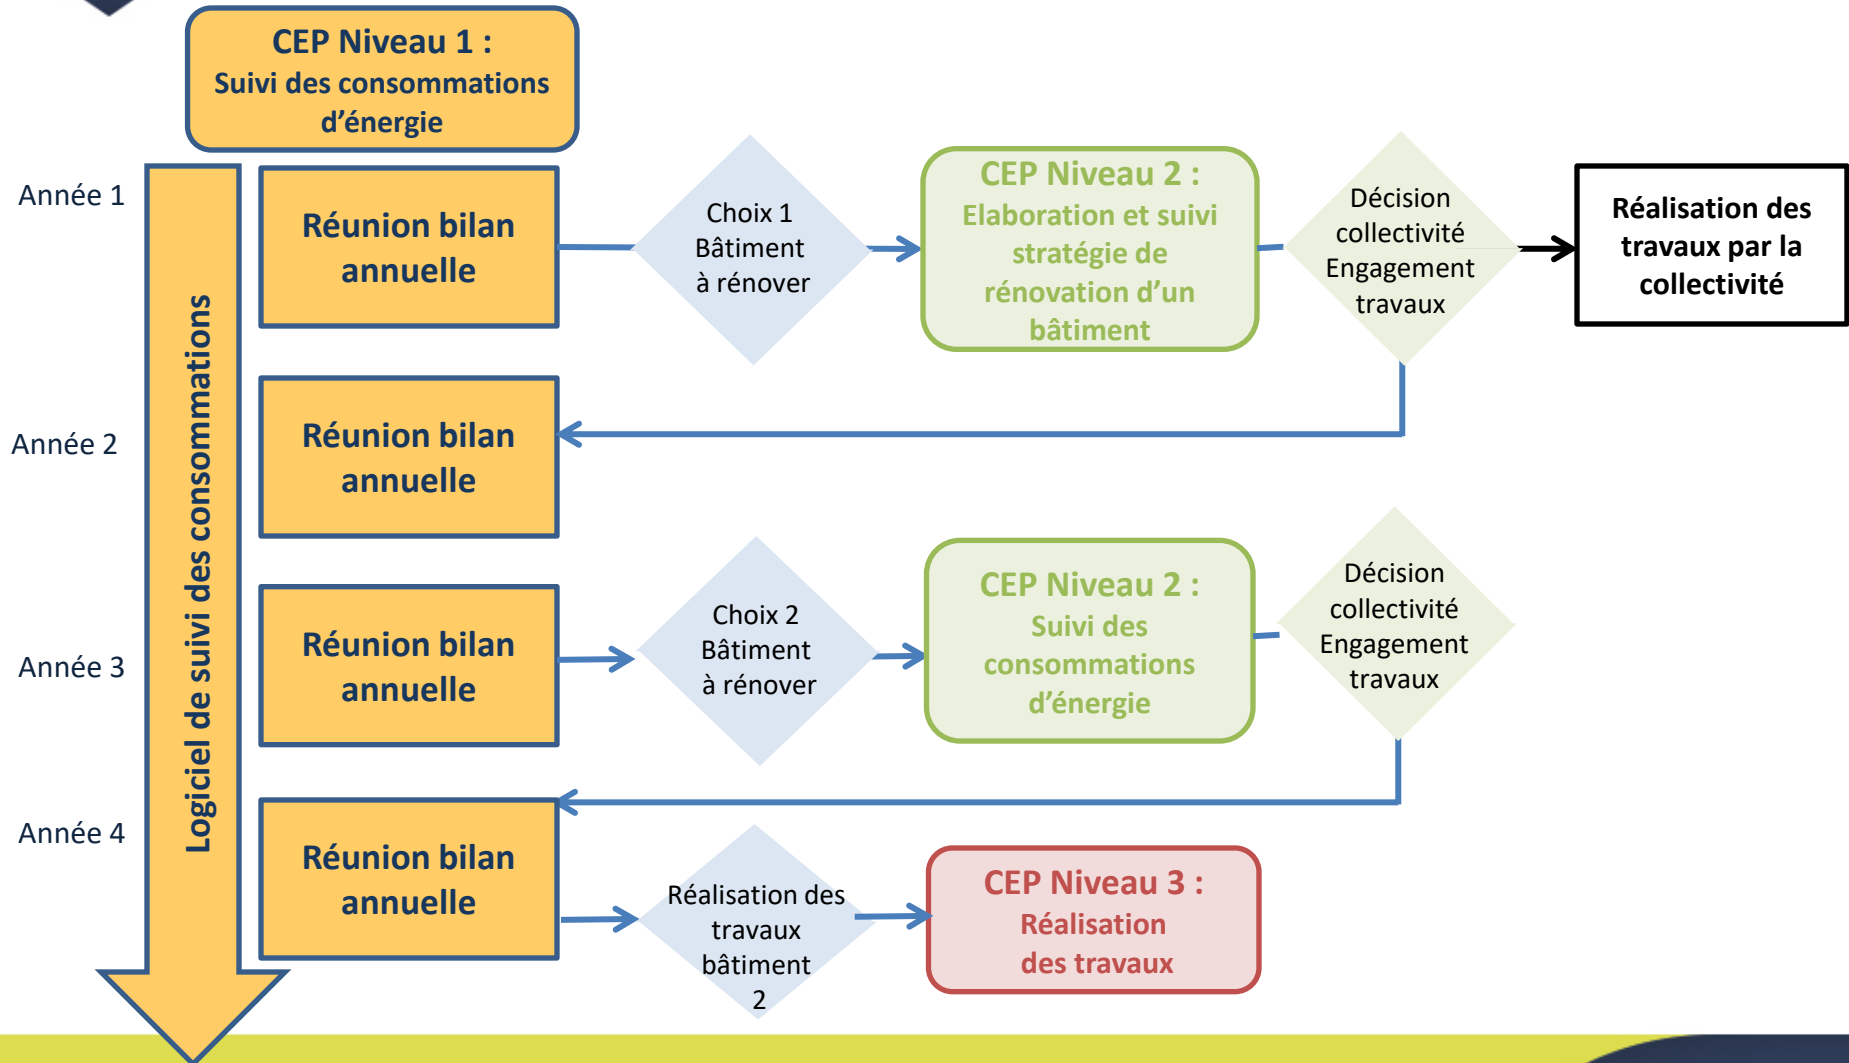 CEP Niveau 1 :
Suivi des consommations
d'énergie
Logiciel de suivi des consommations
Année 1
Réunion bilan
annuelle
Choix 1
Bâtiment
à rénover
CEP Niveau 2 :
Elaboration et suivi
stratégie de
rénovation d'un
bâtiment
Décision
collectivité
Engagement
travaux
Réalisation des
travaux par la
collectivité
Année 2
Réunion bilan
annuelle
Année 3
Réunion bilan
annuelle
Choix 2
Bâtiment
à rénover
CEP Niveau 2 :
Suivi des
consommations
d'énergie
Décision
collectivité
Engagement
travaux
Année 4
Réunion bilan
annuelle
Réalisation des
travaux
bâtiment
2
CEP Niveau 3 :
Réalisation
des travaux